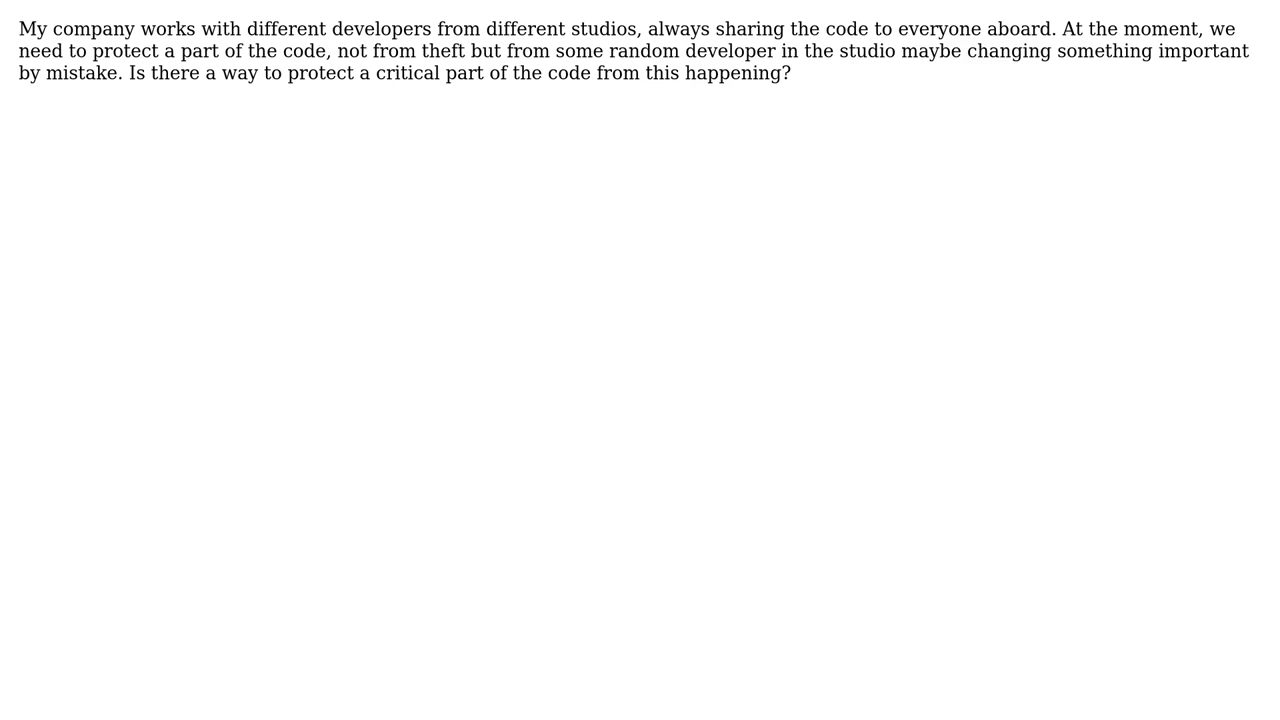 My company works with different developers from different studios, always sharing the code to everyone aboard. At the moment, we
need to protect a part of the code, not from theft but from some random developer in the studio maybe changing something important
by mistake. Is there a way to protect a critical part of the code from this happening?